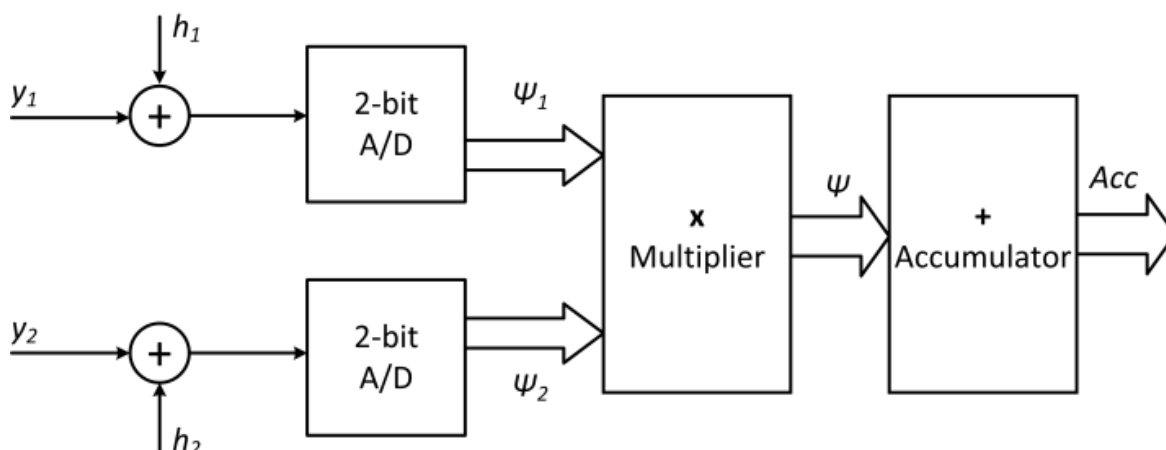 h1
y1
+
2-bit
A/D
Ψ1
x
Multiplier
Ψ
+
Accumulator
Acc
y2
+
h2
2-bit
A/D
Ψ2